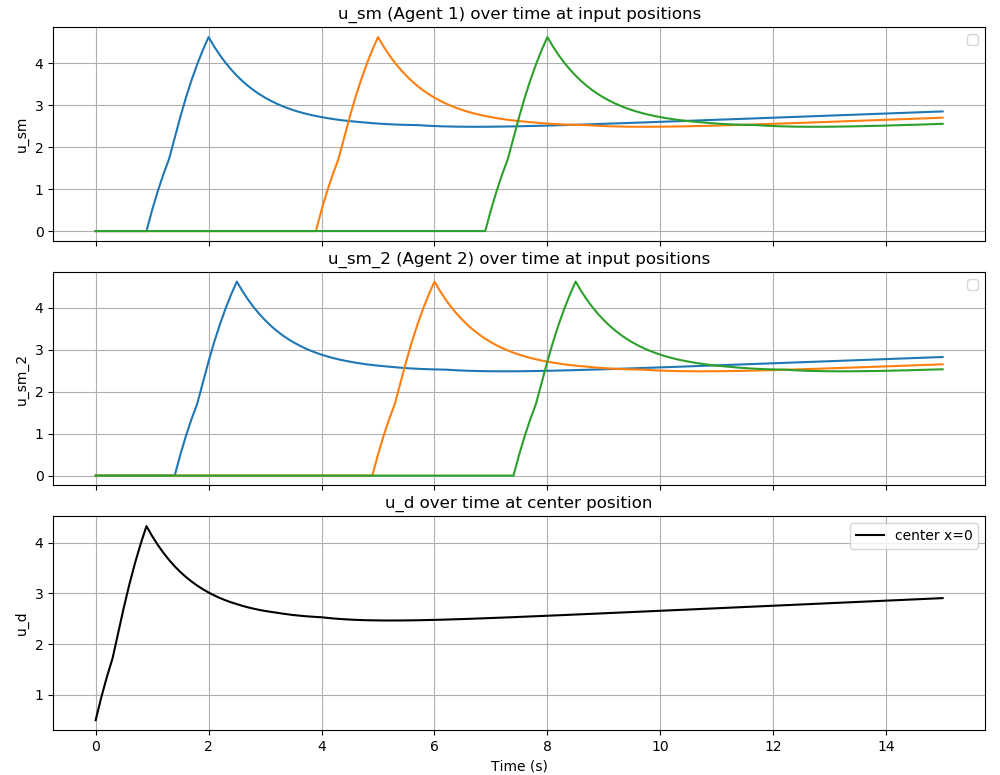 u_sm (Agent 1) over time at input positions
4
3
2
1
0
u_sm
u_sm_2 (Agent 2) over time at input positions
4
3
2
1
0
u_sm_2
u_d over time at center position
center x=0
4
3
2
1
u_d
0 2 4 6 8 10 12 14
Time (s)